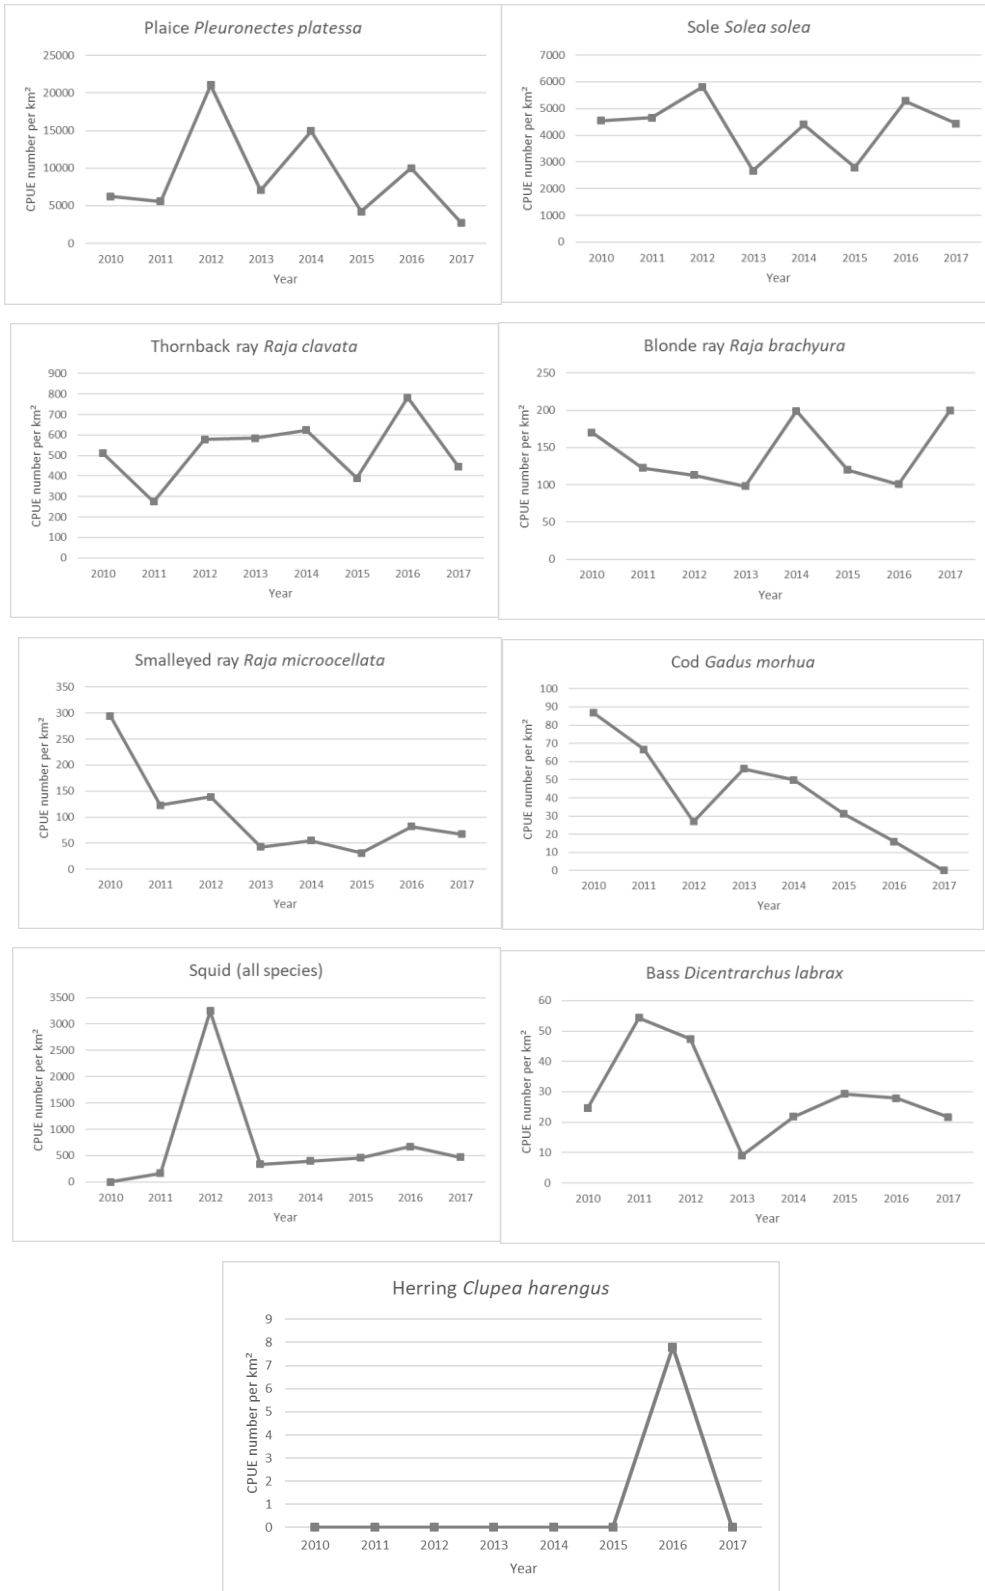 Plaice Pleuronectes platessa
CPUE number per km²
25000
20000
15000
10000
5000
0
2010 2011 2012 2013 2014 2015 2016 2017
Year
Sole Solea solea
CPUE number per km²
7000
6000
5000
4000
3000
2000
1000
0
2010 2011 2012 2013 2014 2015 2016 2017
Year
Thornback ray Raja clavata
CPUE number per km²
900
800
700
600
500
400
300
200
100
0
2010 2011 2012 2013 2014 2015 2016 2017
Year
Blonde ray Raja brachyura
CPUE number per km²
250
200
150
100
50
0
2010 2011 2012 2013 2014 2015 2016 2017
Year
Smalleyed ray Raja microocellata
CPUE number per km²
350
300
250
200
150
100
50
0
2010 2011 2012 2013 2014 2015 2016 2017
Year
Cod Gadus morhua
CPUE number per km²
100
90
80
70
60
50
40
30
20
10
0
2010 2011 2012 2013 2014 2015 2016 2017
Year
Squid (all species)
CPUE number per km²
3500
3000
2500
2000
1500
1000
500
0
2010 2011 2012 2013 2014 2015 2016 2017
Year
Bass Dicentrarchus labrax
CPUE number per km²
60
50
40
30
20
10
0
2010 2011 2012 2013 2014 2015 2016 2017
Year
Herring Clupea harengus
CPUE number per km²
9
8
7
6
5
4
3
2
1
0
2010 2011 2012 2013 2014 2015 2016 2017
Year